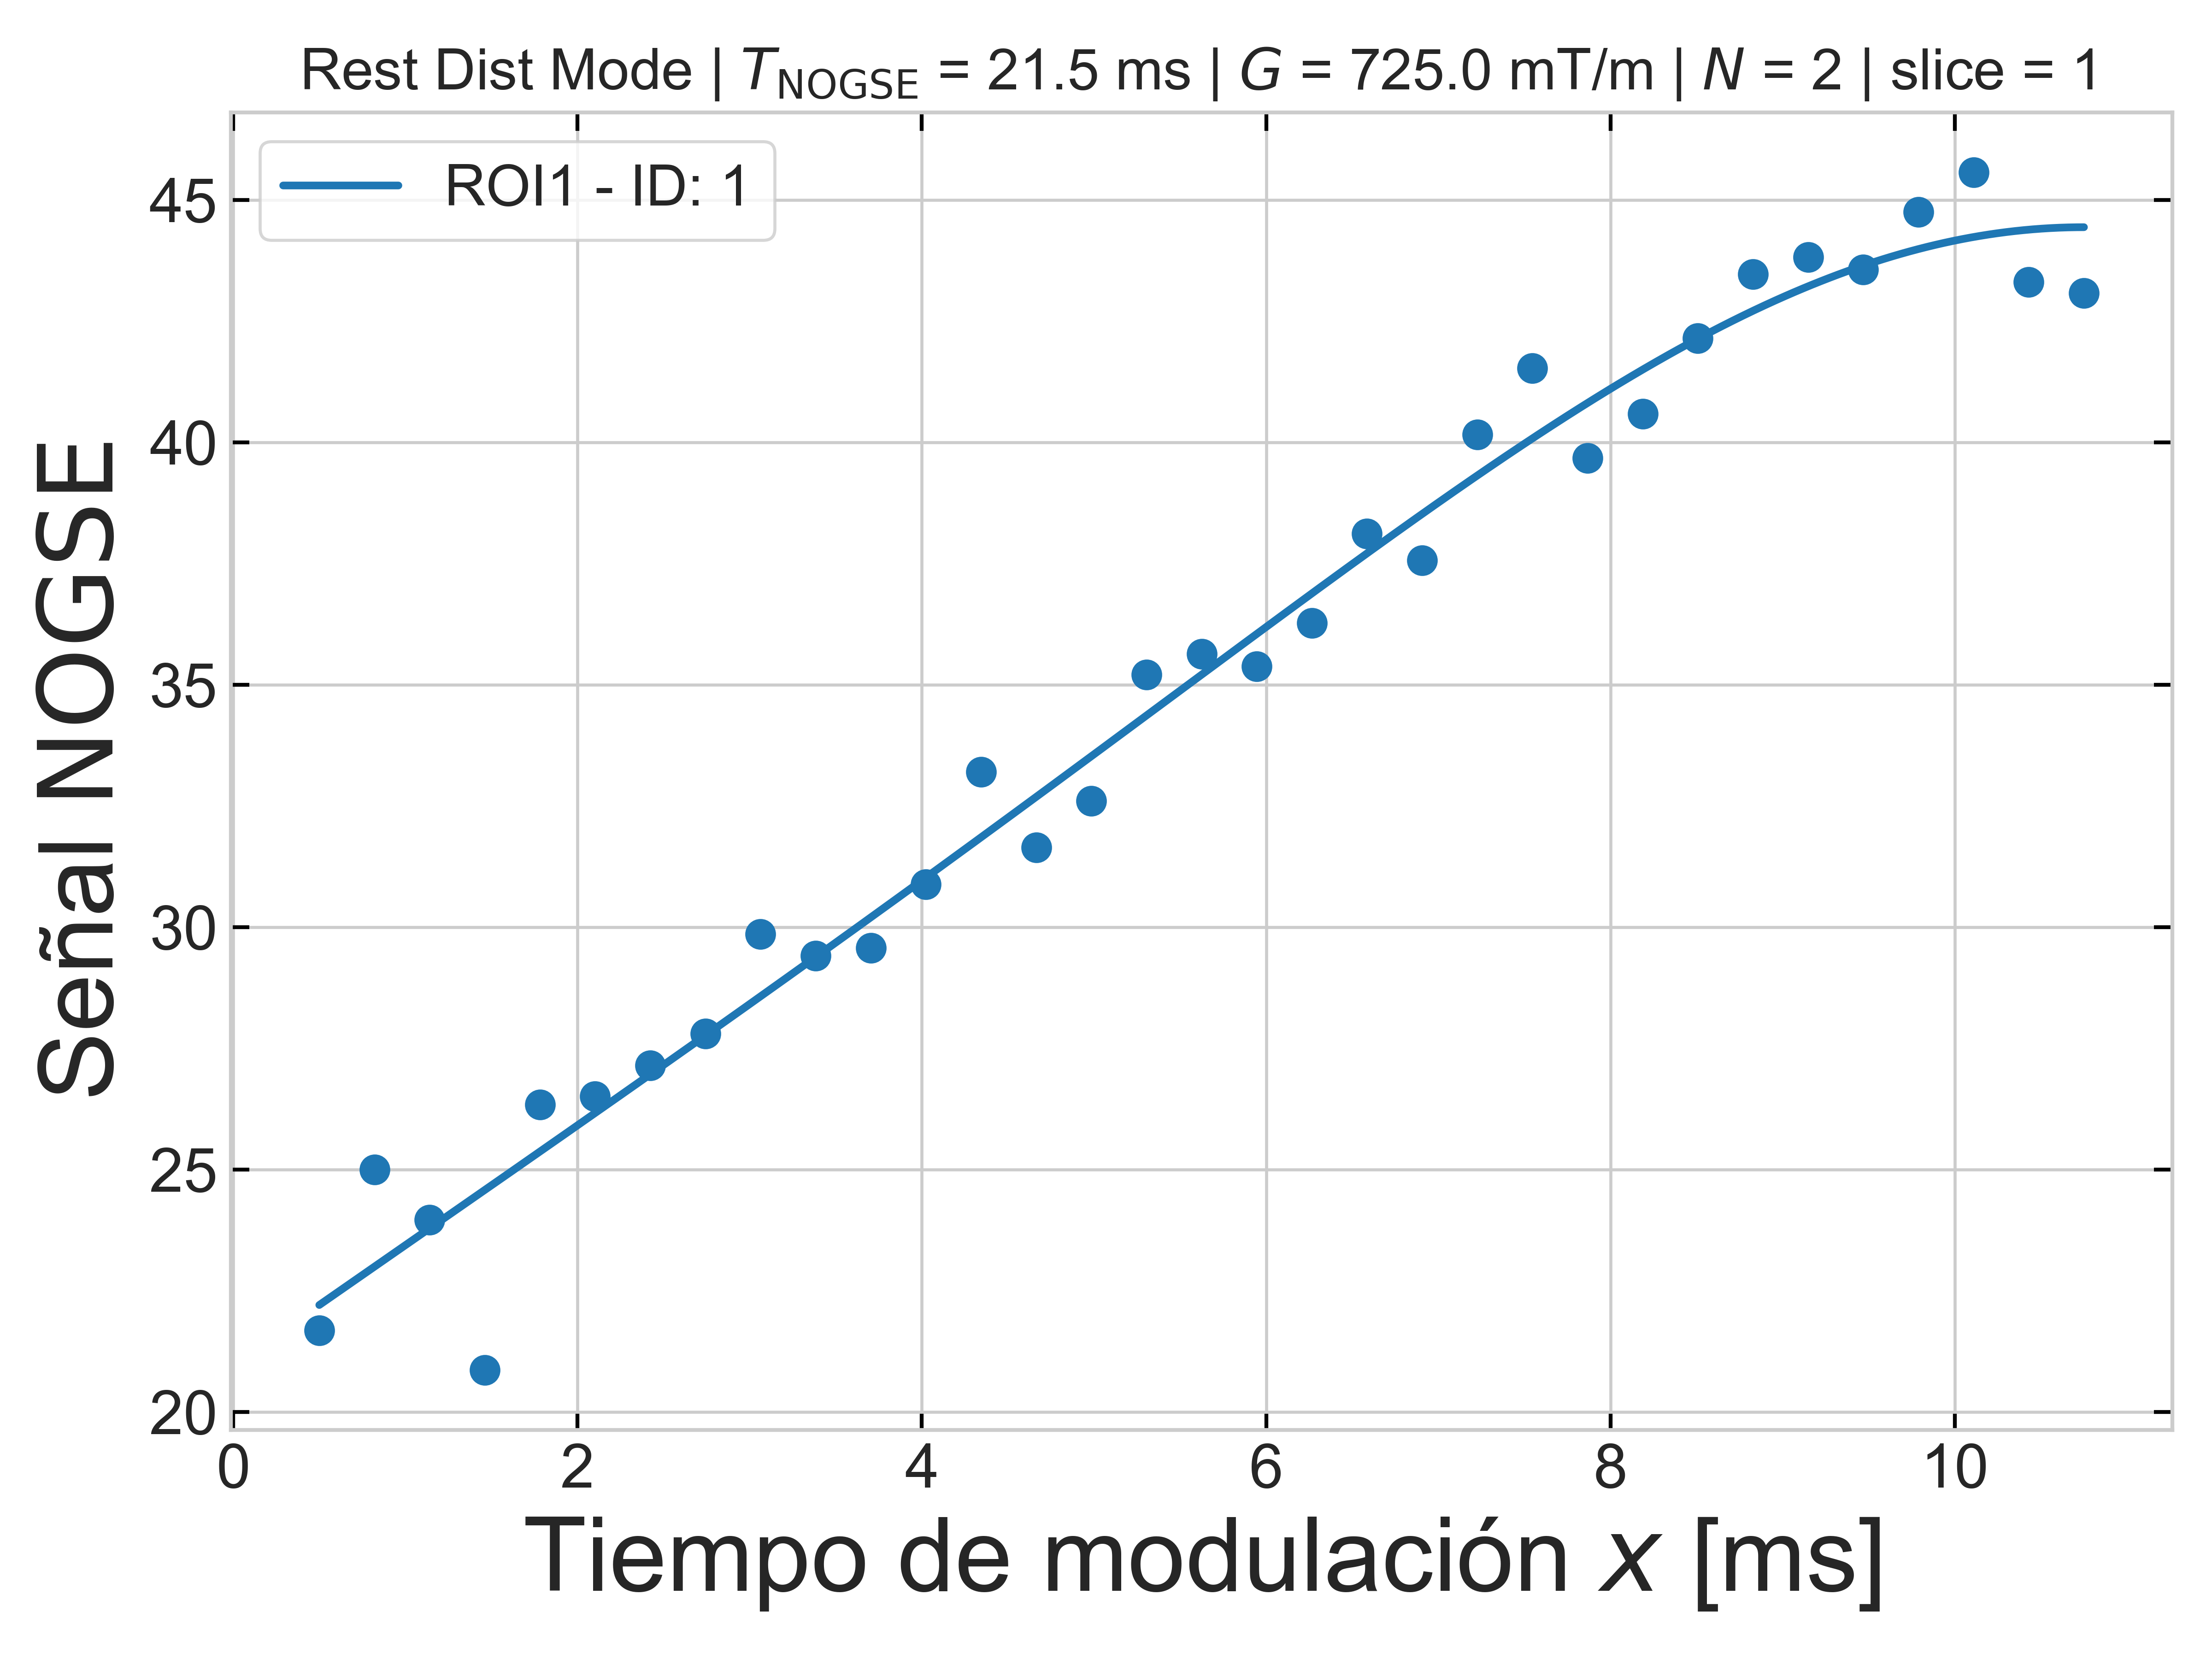 Rest Dist Mode | T_NOGSE = 21.5 ms | G = 725.0 mT/m | N = 2 | slice = 1
ROI1 - ID: 1
45
40
35
30
25
20
Señal NOGSE
0 2 4 6 8 10
Tiempo de modulación x [ms]